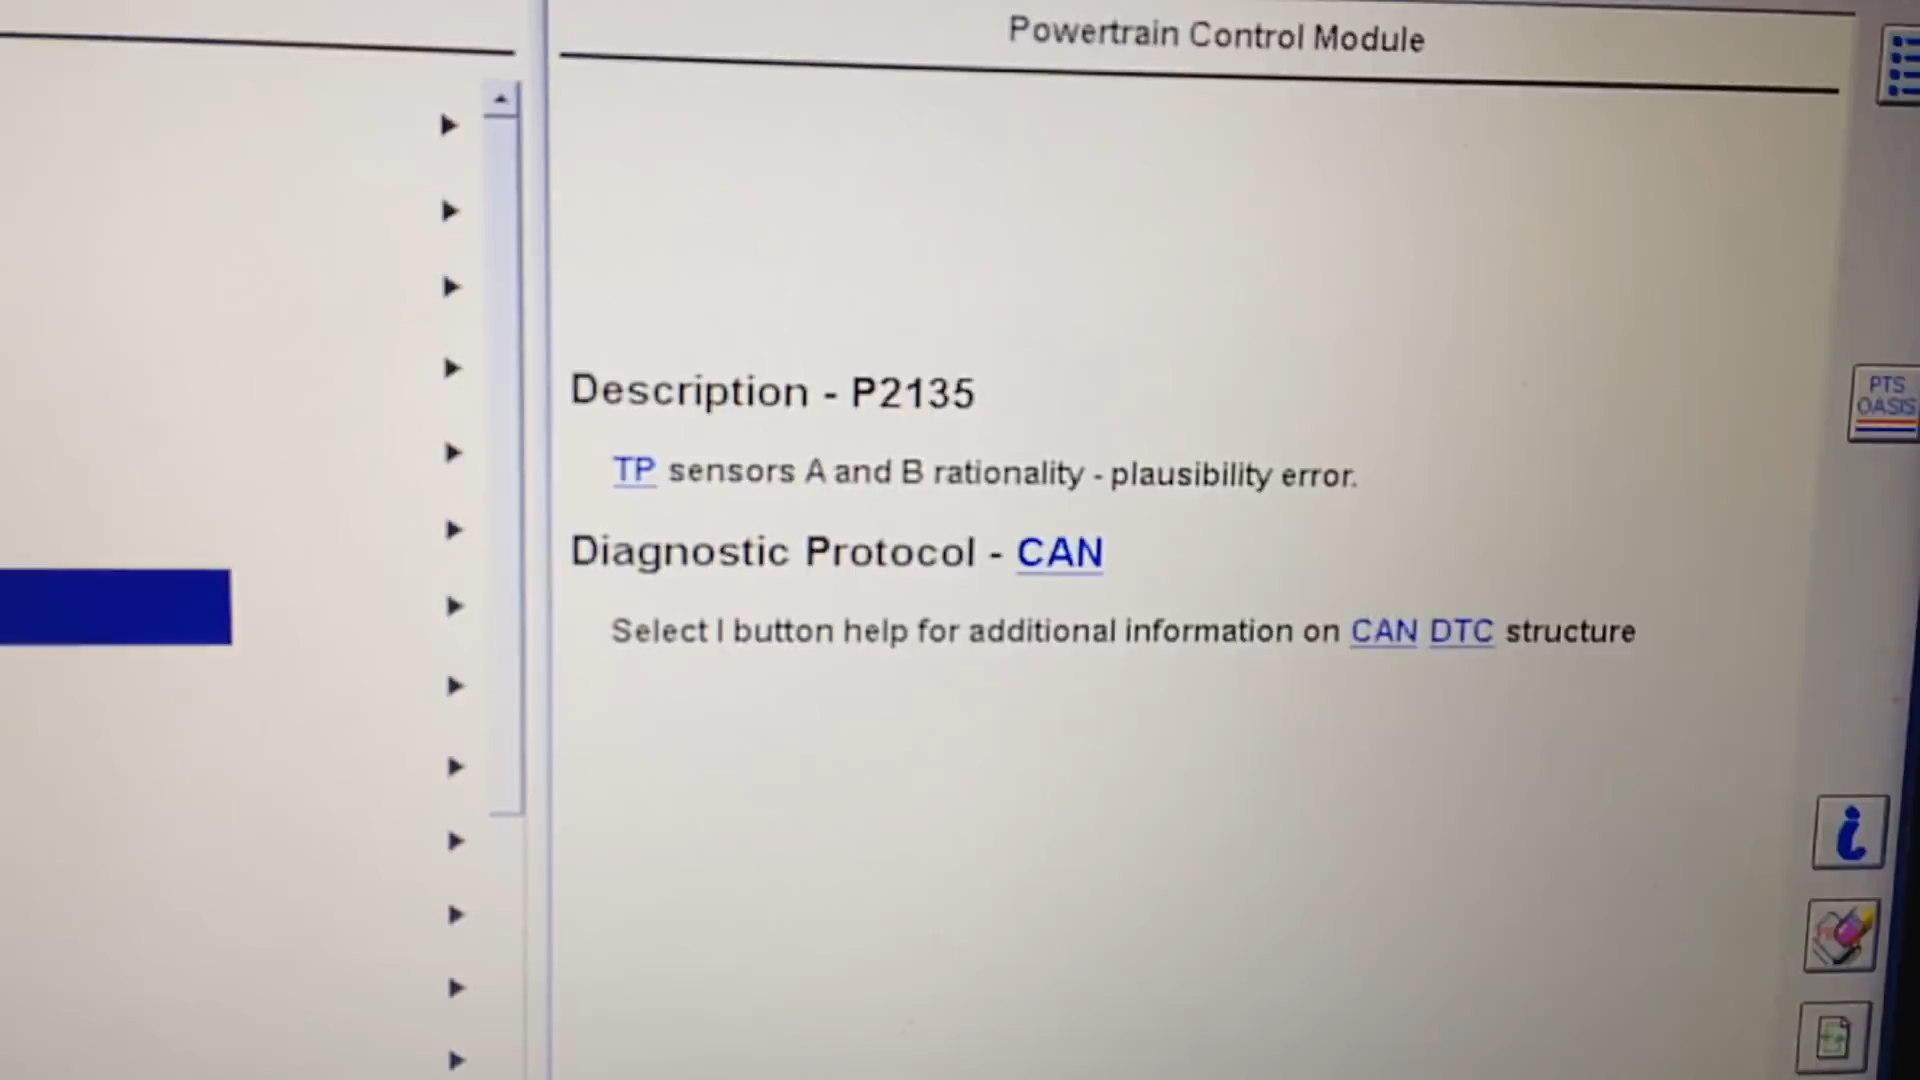 Powertrain Control Module
PTS
OASIS
Description - P2135
TP sensors A and B rationality - plausibility error.
Diagnostic Protocol - CAN
Select I button help for additional information on CAN DTC structure